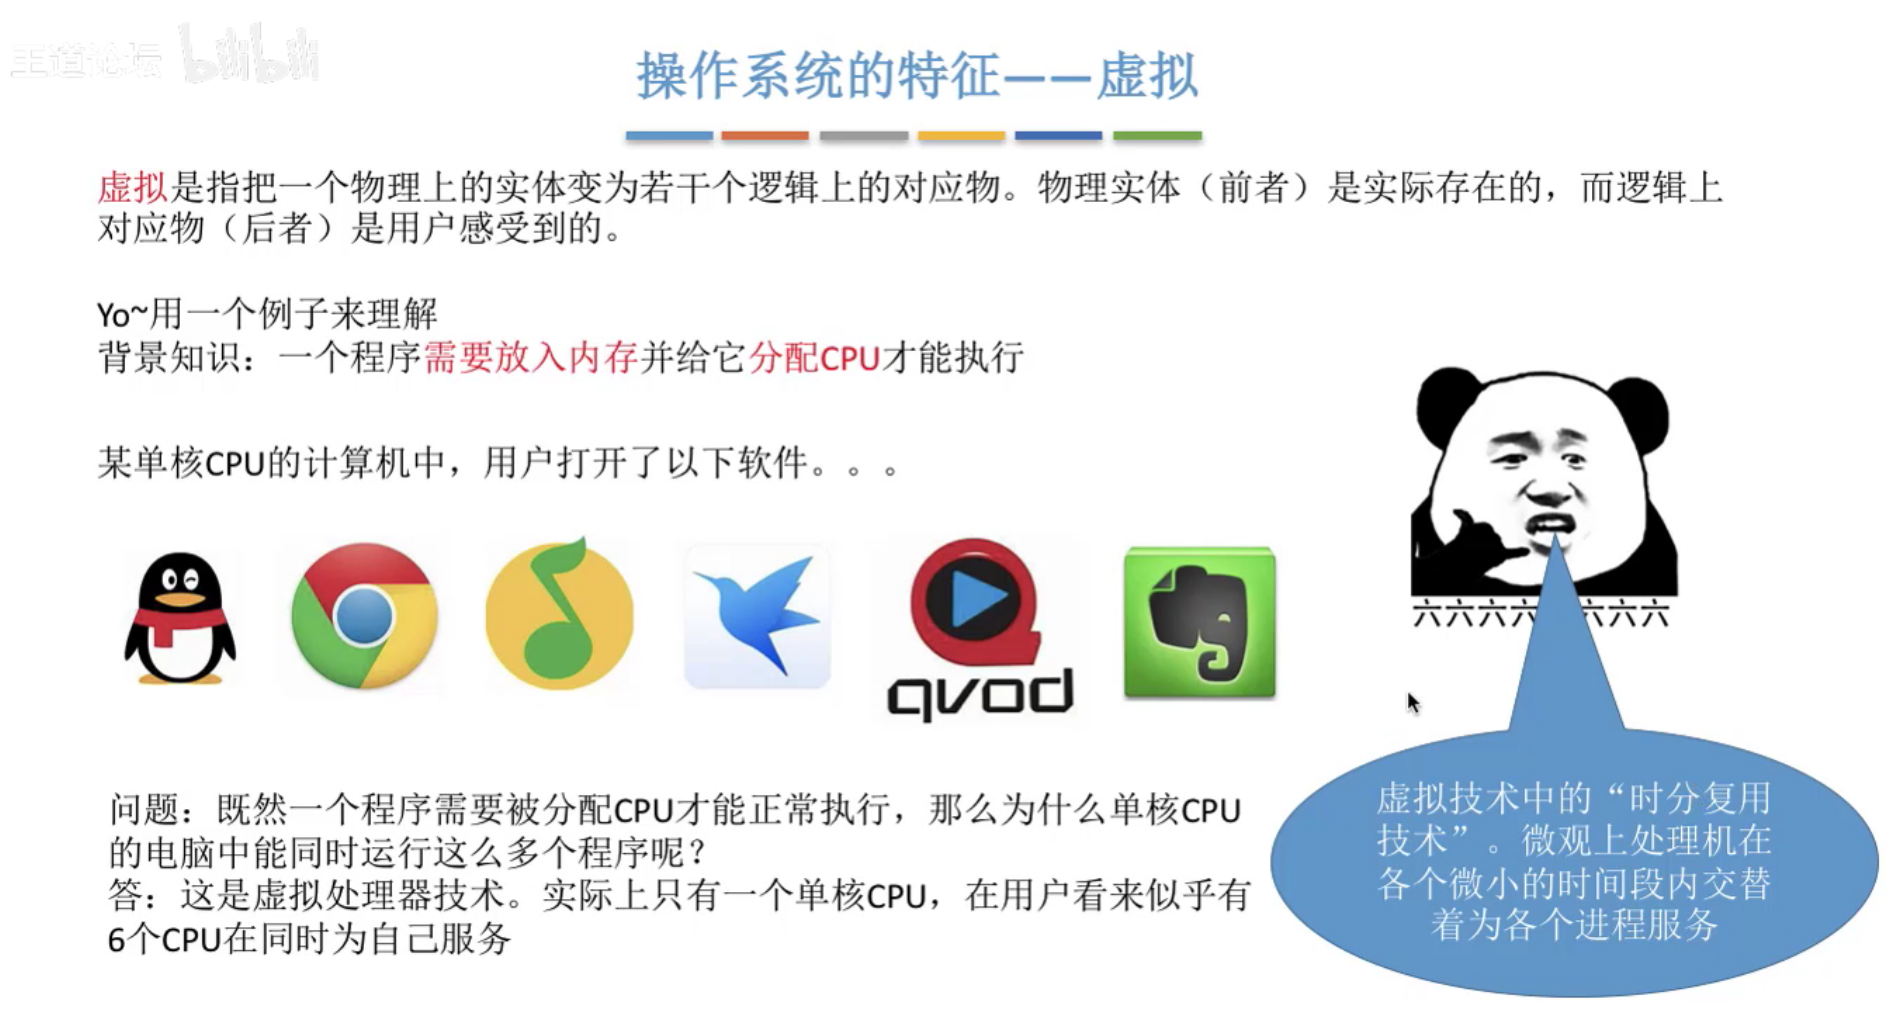 王道论坛 bilibili
操作系统的特征——虚拟
虚拟是指把一个物理上的实体变为若干个逻辑上的对应物。物理实体（前者）是实际存在的，而逻辑上
对应物（后者）是用户感受到的。
Yo~用一个例子来理解
背景知识：一个程序需要放入内存并给它分配CPU才能执行
某单核CPU的计算机中，用户打开了以下软件。。。
qvod
六六六六六六六
问题：既然一个程序需要被分配CPU才能正常执行，那么为什么单核CPU
的电脑中能同时运行这么多个程序呢？
答：这是虚拟处理器技术。实际上只有一个单核CPU，在用户看来似乎有
6个CPU在同时为自己服务
虚拟技术中的“时分复用
技术”。微观上处理机在
各个微小的时间段内交替
着为各个进程服务